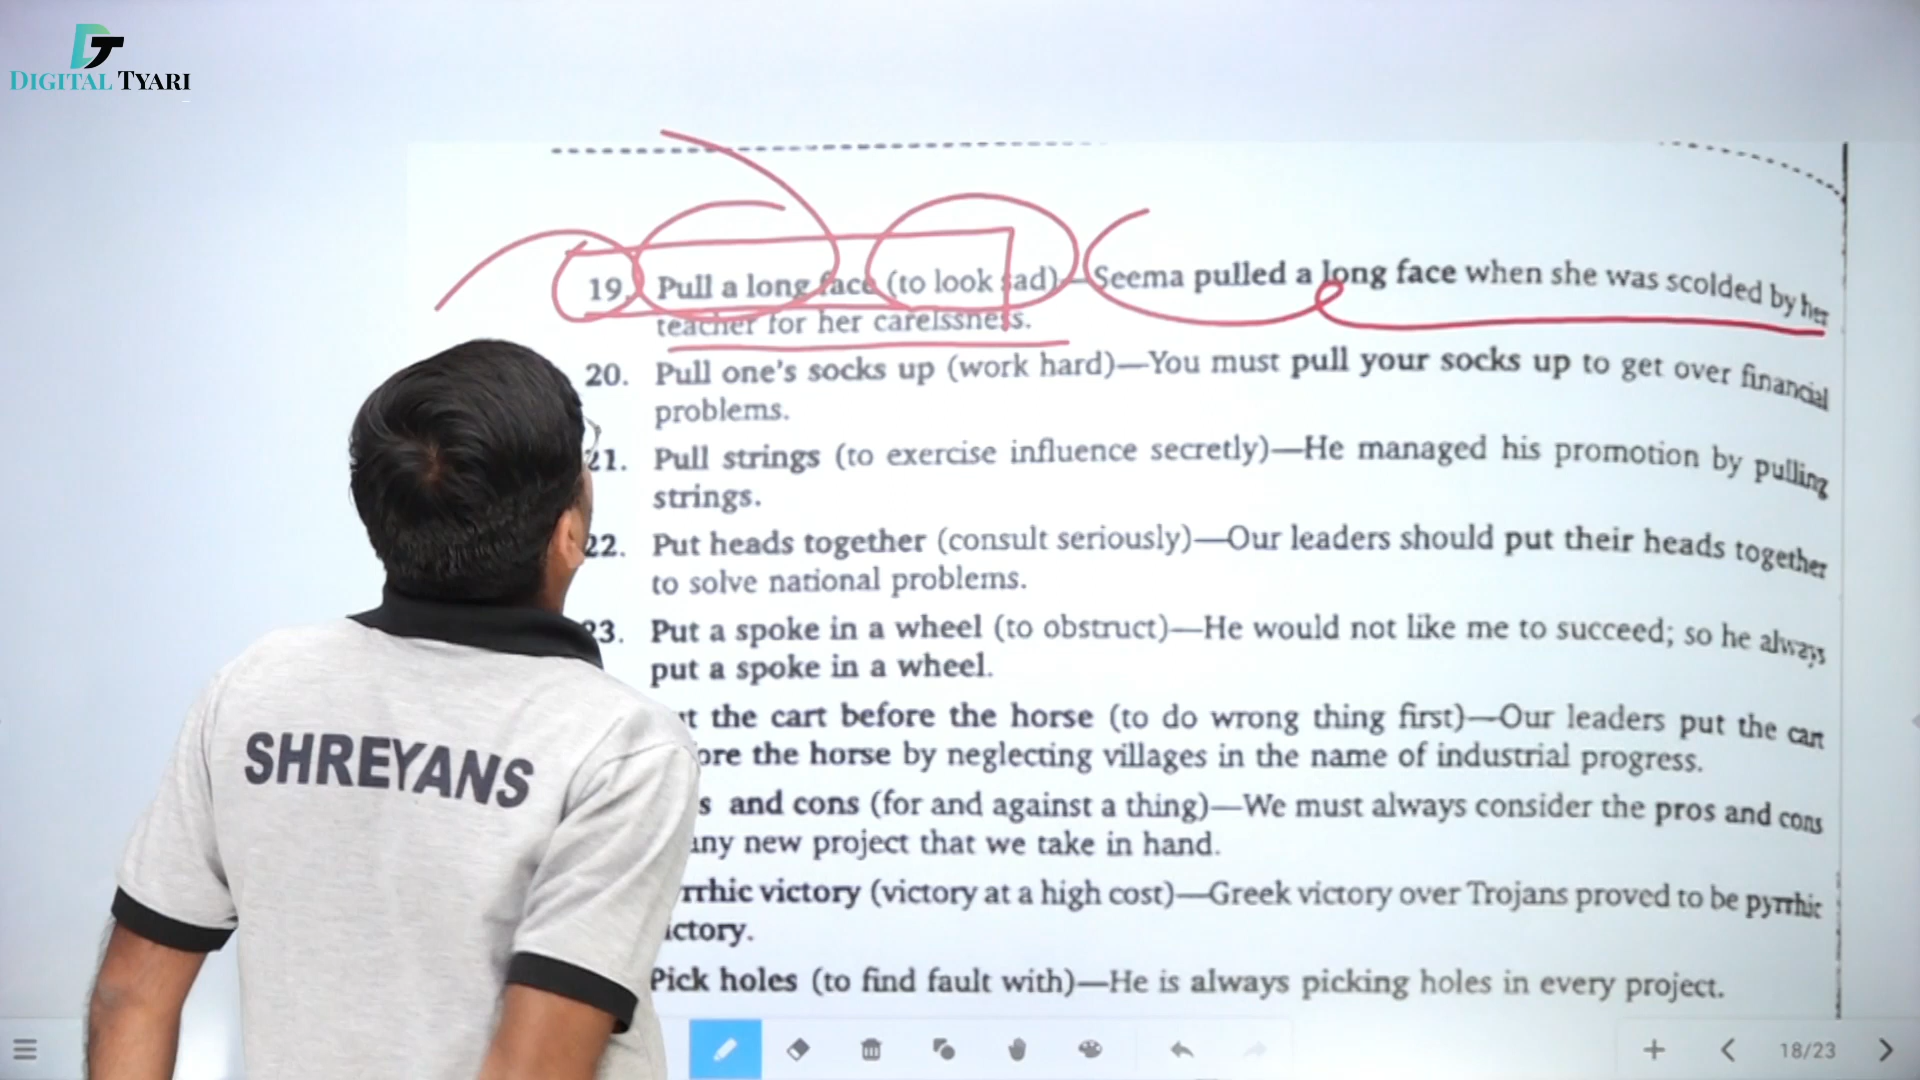 DIGITAL TYARI
19. Pull a long face (to look sad)—Seema pulled a long face when she was scolded by her
teacher for her carelssness.
20. Pull one's socks up (work hard)—You must pull your socks up to get over financial
problems.
21. Pull strings (to exercise influence secretly)—He managed his promotion by pulling
strings.
22. Put heads together (consult seriously)—Our leaders should put their heads together
to solve national problems.
23. Put a spoke in a wheel (to obstruct)—He would not like me to succeed; so he always
put a spoke in a wheel.
the cart before the horse (to do wrong thing first)—Our leaders put the cart
the horse by neglecting villages in the name of industrial progress.
and cons (for and against a thing)—We must always consider the pros and cons
any new project that we take in hand.
victory (victory at a high cost)—Greek victory over Trojans proved to be pyrrhic
Pick holes (to find fault with)—He is always picking holes in every project.
SHREYANS
18/23